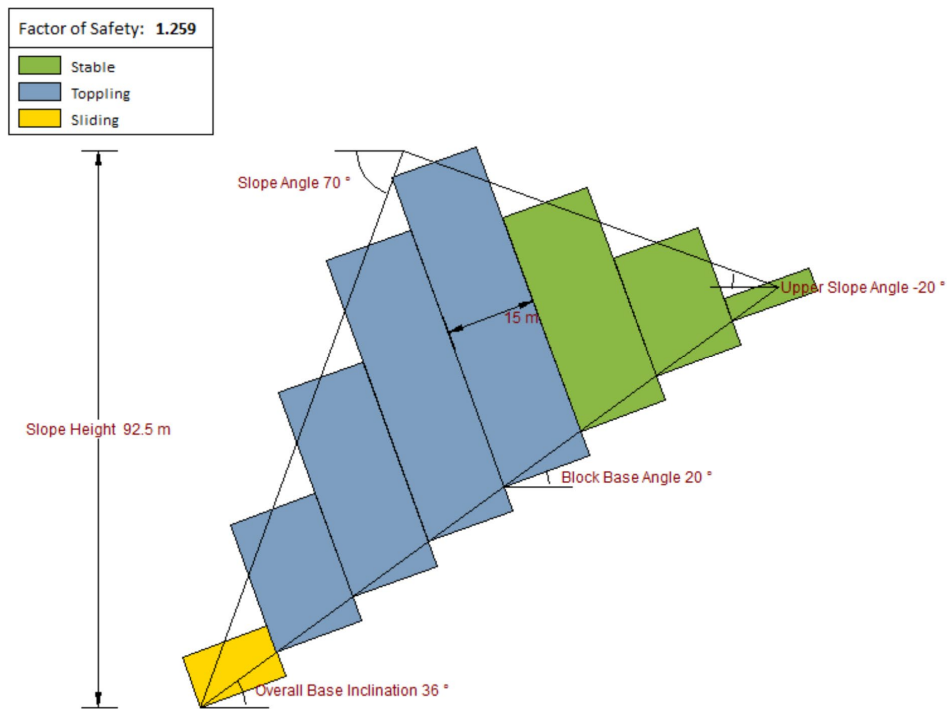 Factor of Safety: 1.259
Stable
Toppling
Sliding
Slope Angle 70 °
Upper Slope Angle -20 °
15 m
Slope Height 92.5 m
Block Base Angle 20 °
Overall Base Inclination 36 °